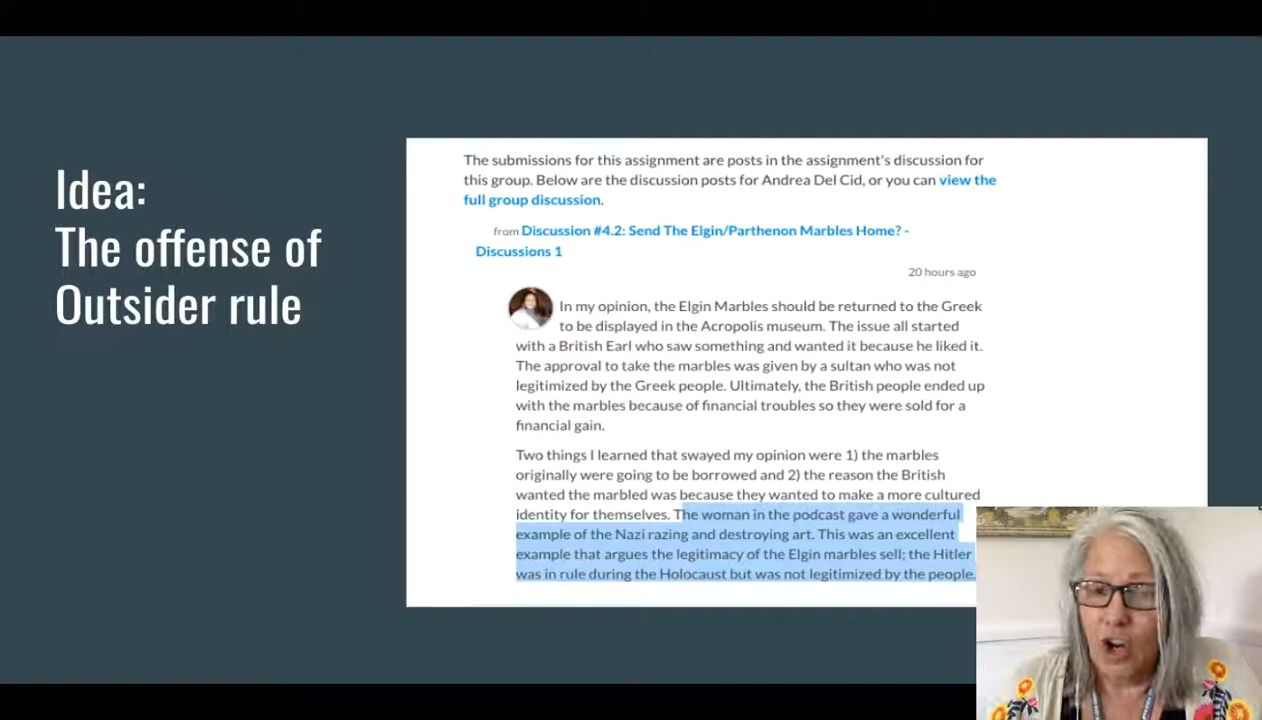 Idea:
The offense of
Outsider rule
The submissions for this assignment are posts in the assignment's discussion for
this group. Below are the discussion posts for Andrea Del Cid, or you can view the
full group discussion.
from Discussion #4.2: Send The Elgin/Parthenon Marbles Home? -
Discussions 1
20 hours ago
In my opinion, the Elgin Marbles should be returned to the Greek
to be displayed in the Acropolis museum. The issue all started
with a British Earl who saw something and wanted it because he liked it.
The approval to take the marbles was given by a sultan who was not
legitimized by the Greek people. Ultimately, the British people ended up
with the marbles because of financial troubles so they were sold for a
financial gain.
Two things I learned that swayed my opinion were 1) the marbles
originally were going to be borrowed and 2) the reason the British
wanted the marbled was because they wanted to make a more cultured
identity for themselves. The woman in the podcast gave a wonderful
example of the Nazi razing and destroying art. This was an excellent
example that argues the legitimacy of the Elgin marbles sell; the Hitler
was in rule during the Holocaust but was not legitimized by the people.